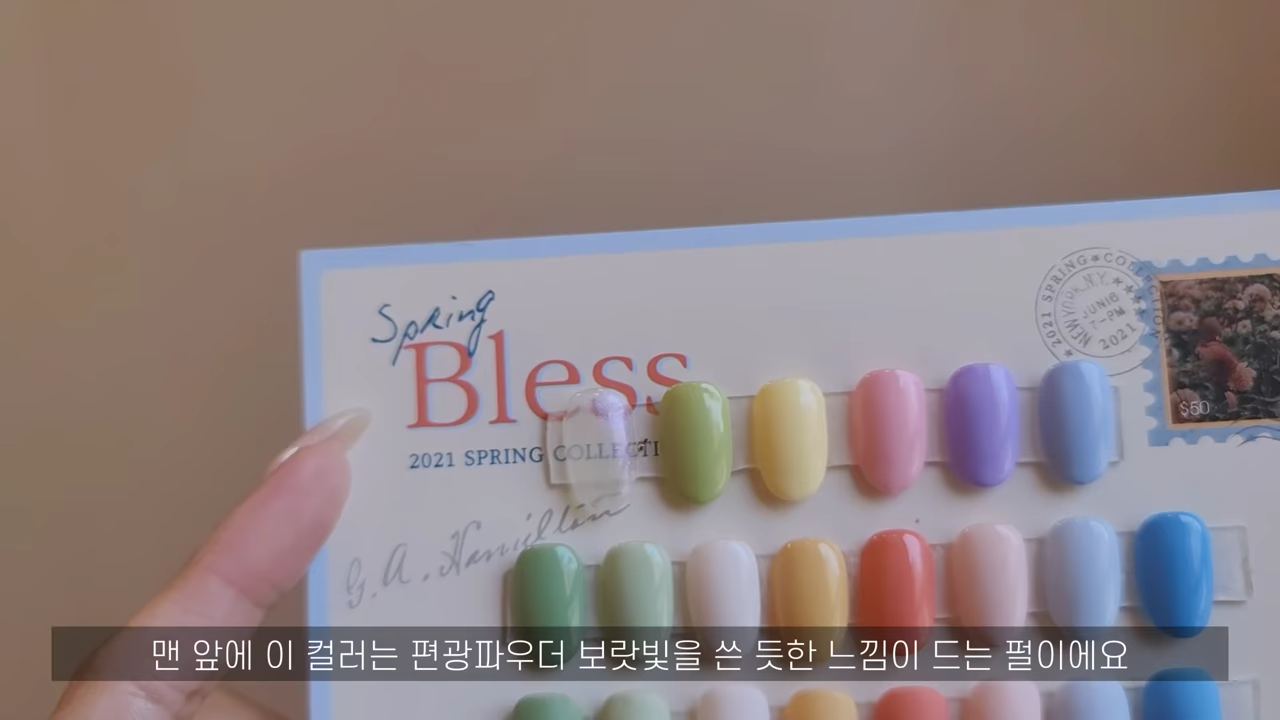 Spring
Bless
2021 SPRING COLLECTI
G. A. Hamilton
2021 SPRING COLLEC
NEW YORK, N.Y.
JUN 16
7-PM
2021
$50
맨 앞에 이 컬러는 편광파우더 보랏빛을 쓴 듯한 느낌이 드는 펄이에요